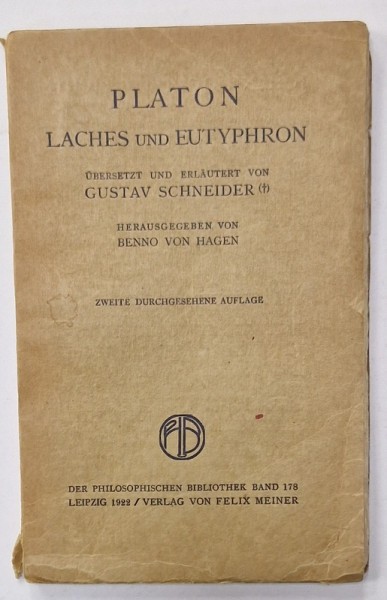 PLATON
LACHES UND EUTYPHRON
ÜBERSETZT UND ERLÄUTERT VON
GUSTAV SCHNEIDER (†)
HERAUSGEGEBEN VON
BENNO VON HAGEN
ZWEITE DURCHGESEHENE AUFLAGE
DER PHILOSOPHISCHEN BIBLIOTHEK BAND 178
LEIPZIG 1922 / VERLAG VON FELIX MEINER